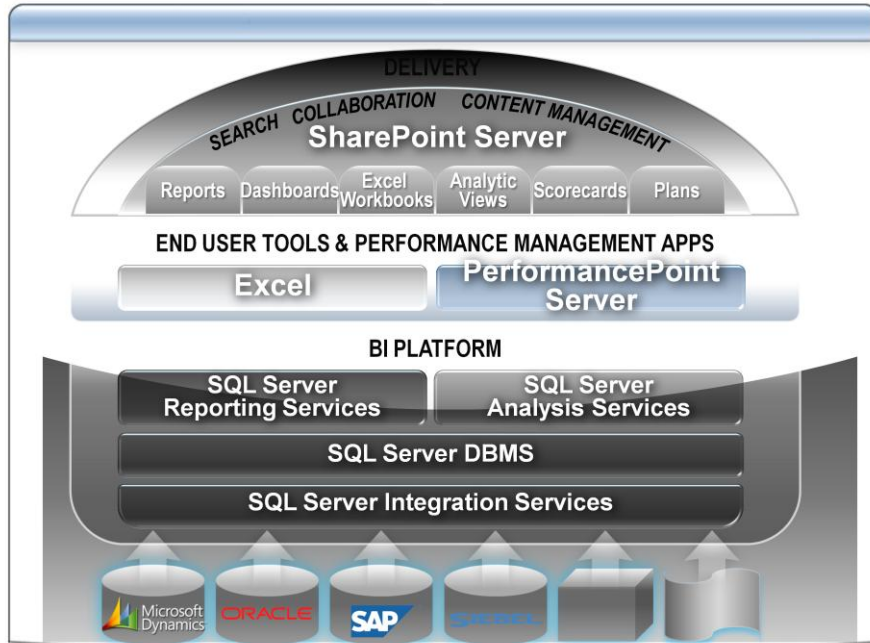 DELIVERY
SEARCH COLLABORATION CONTENT MANAGEMENT
SharePoint Server
Reports
Dashboards
Excel
Workbooks
Analytic
Views
Scorecards
Plans
END USER TOOLS & PERFORMANCE MANAGEMENT APPS
Excel
PerformancePoint
Server
BI PLATFORM
SQL Server
Reporting Services
SQL Server
Analysis Services
SQL Server DBMS
SQL Server Integration Services
Microsoft
Dynamics
ORACLE
SAP
SIEBEL